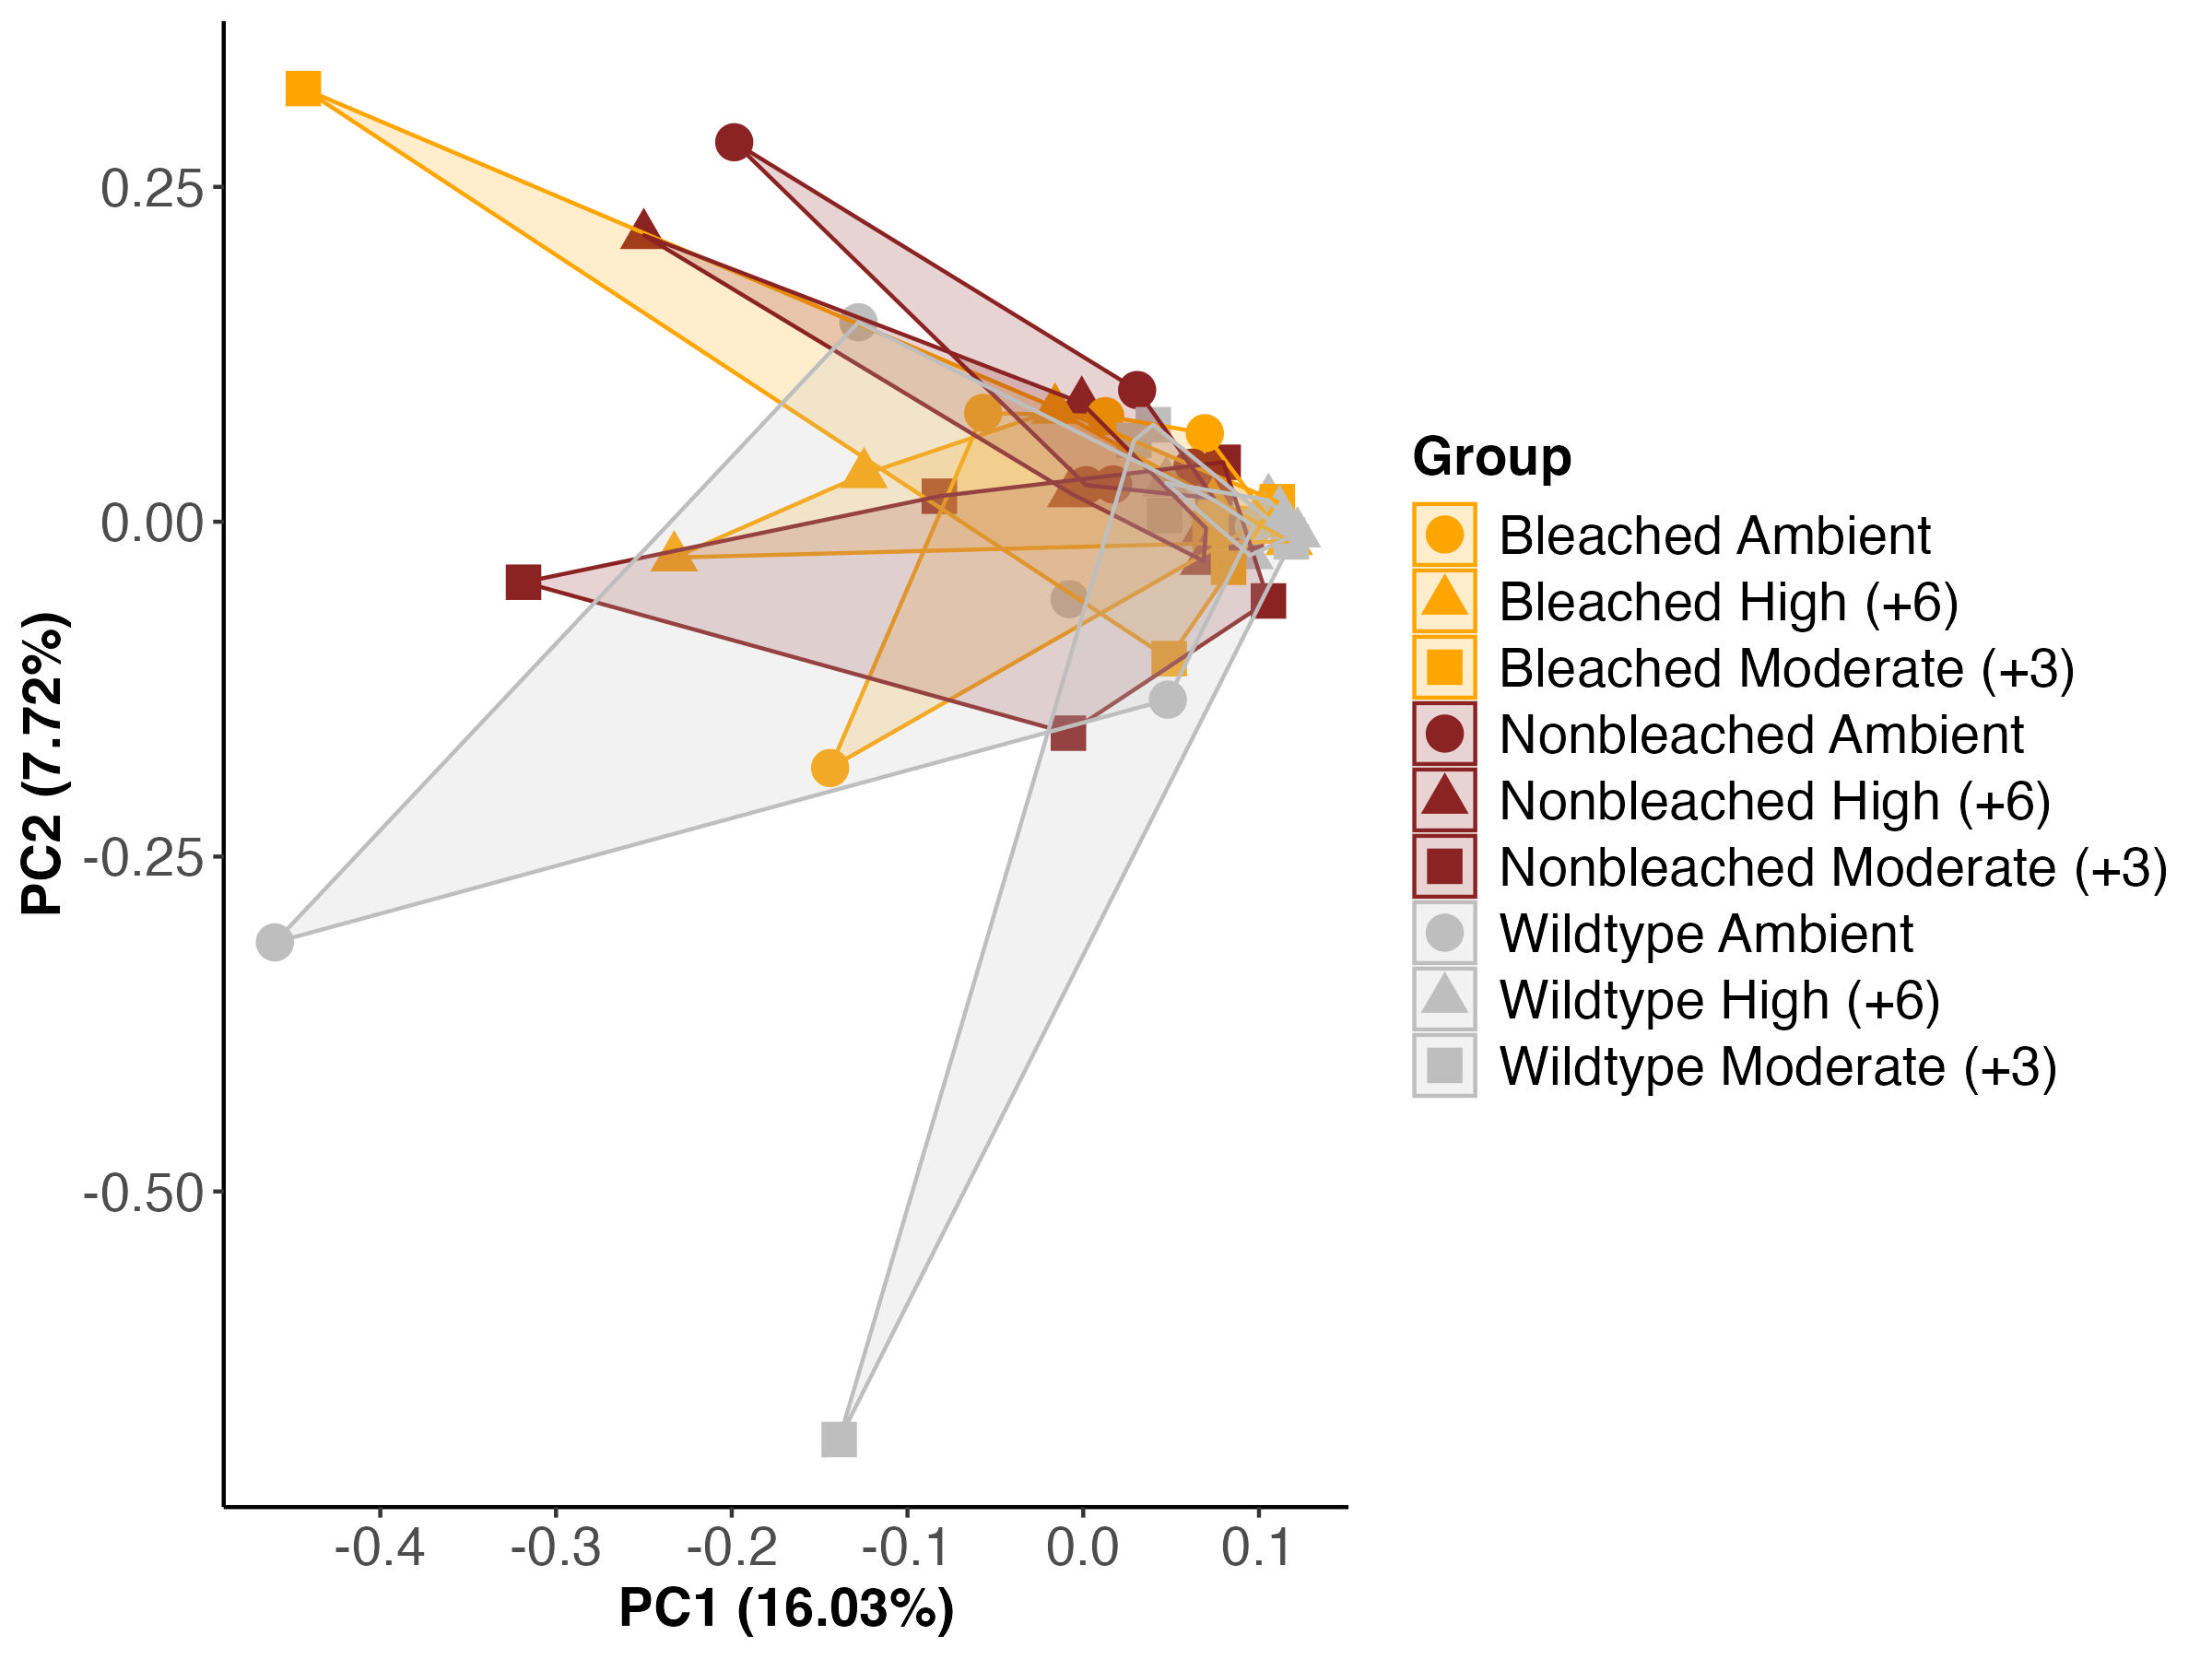 0.25
0.00
-0.25
-0.50
PC2 (7.72%)
-0.4 -0.3 -0.2 -0.1 0.0 0.1
PC1 (16.03%)
Group
Bleached Ambient
Bleached High (+6)
Bleached Moderate (+3)
Nonbleached Ambient
Nonbleached High (+6)
Nonbleached Moderate (+3)
Wildtype Ambient
Wildtype High (+6)
Wildtype Moderate (+3)